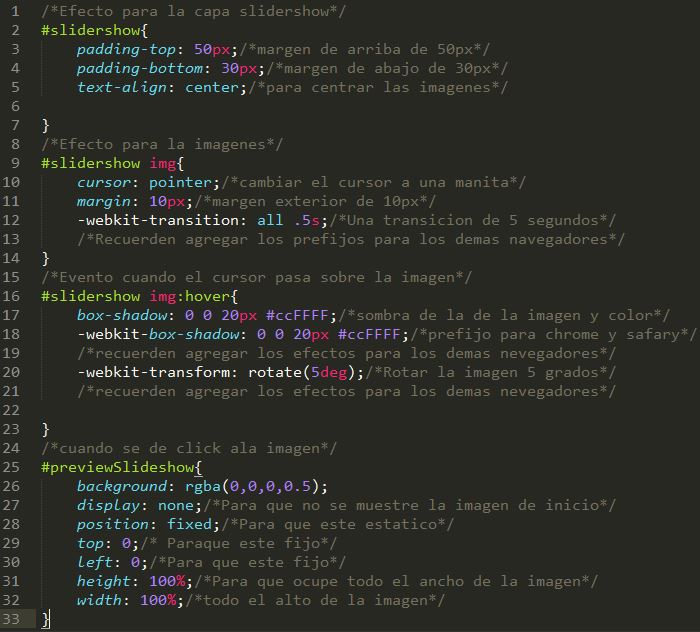 1 /*Efecto para la capa slidershow*/
2 #slidershow{
3 padding-top: 50px;/*margen de arriba de 50px*/
4 padding-bottom: 30px;/*margen de abajo de 30px*/
5 text-align: center;/*para centrar las imagenes*/
6
7 }
8 /*Efecto para la imagenes*/
9 #slidershow img{
10 cursor: pointer;/*cambiar el cursor a una manita*/
11 margin: 10px;/*margen exterior de 10px*/
12 -webkit-transition: all .5s;/*Una transicion de 5 segundos*/
13 /*Recuerden agregar los prefijos para los demas navegadores*/
14 }
15 /*Evento cuando el cursor pasa sobre la imagen*/
16 #slidershow img:hover{
17 box-shadow: 0 0 20px #ccFFFF;/*sombra de la de la imagen y color*/
18 -webkit-box-shadow: 0 0 20px #ccFFFF;/*prefijo para chrome y safary*/
19 /*recuerden agregar los efectos para los demas nevegadores*/
20 -webkit-transform: rotate(5deg);/*Rotar la imagen 5 grados*/
21 /*recuerden agregar los efectos para los demas nevegadores*/
22
23 }
24 /*cuando se de click ala imagen*/
25 #previewSlideshow{
26 background: rgba(0,0,0,0.5);
27 display: none;/*Para que no se muestre la imagen de inicio*/
28 position: fixed;/*Para que este estatico*/
29 top: 0;/* Paraque este fijo*/
30 left: 0;/*Para que este fijo*/
31 height: 100%;/*Para que ocupe todo el ancho de la imagen*/
32 width: 100%;/*todo el alto de la imagen*/
33 }